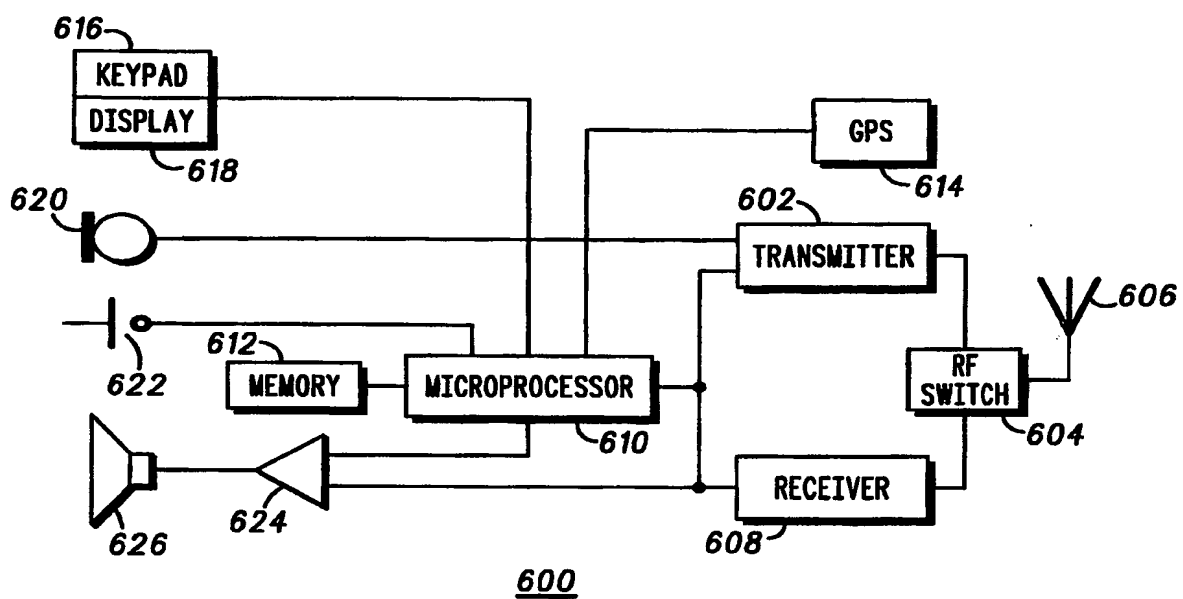 616
KEYPAD
DISPLAY
618
GPS
614
620
602
TRANSMITTER
606
622
612
MEMORY
MICROPROCESSOR
610
RF
SWITCH
604
624
626
RECEIVER
608
600